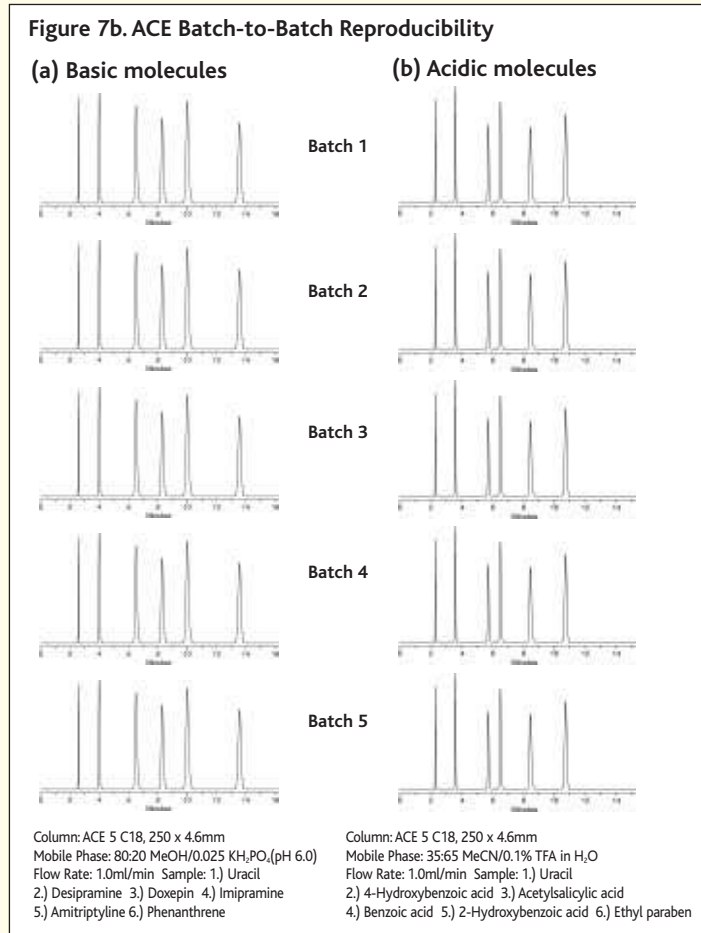 Figure 7b. ACE Batch-to-Batch Reproducibility
(a) Basic molecules
(b) Acidic molecules
Batch 1
Batch 2
Batch 3
Batch 4
Batch 5
Column: ACE 5 C18, 250 x 4.6mm
Mobile Phase: 80:20 MeOH/0.025 KH₂PO₄(pH 6.0)
Flow Rate: 1.0ml/min Sample: 1.) Uracil
2.) Desipramine 3.) Doxepin 4.) Imipramine
5.) Amitriptyline 6.) Phenanthrene
Column: ACE 5 C18, 250 x 4.6mm
Mobile Phase: 35:65 MeCN/0.1% TFA in H₂O
Flow Rate: 1.0ml/min Sample: 1.) Uracil
2.) 4-Hydroxybenzoic acid 3.) Acetylsalicylic acid
4.) Benzoic acid 5.) 2-Hydroxybenzoic acid 6.) Ethyl paraben